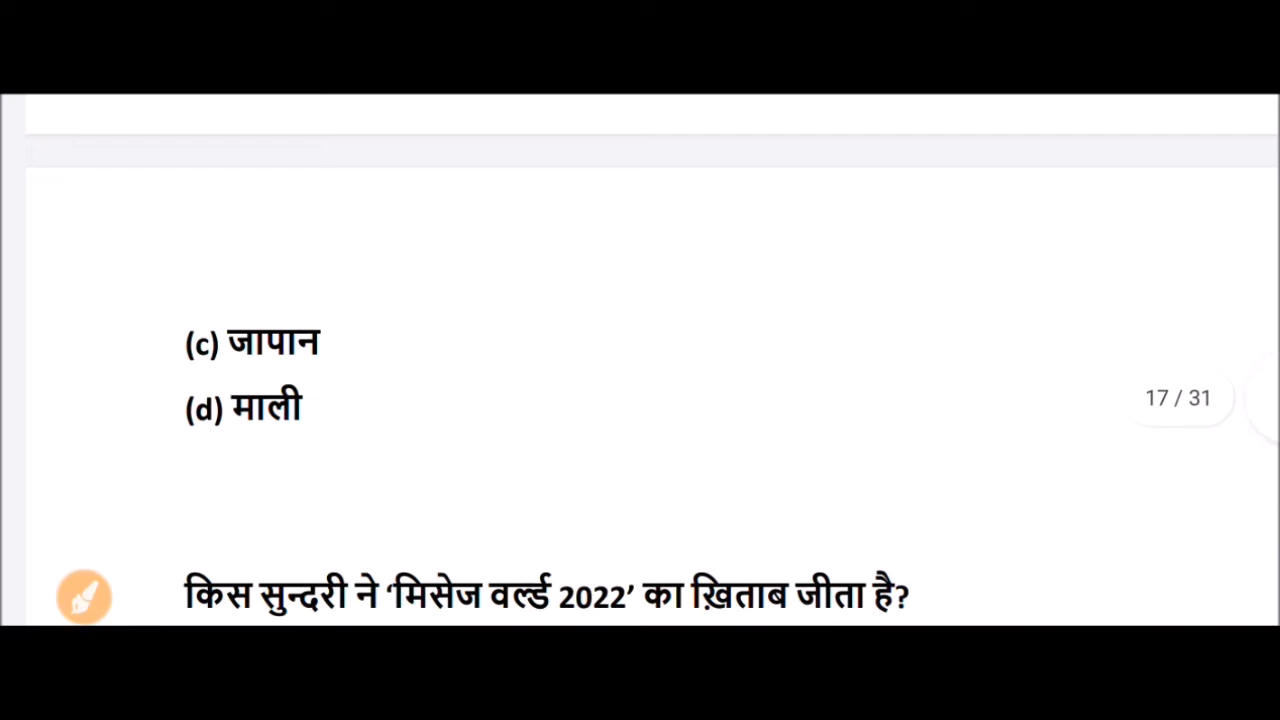 (c) जापान
(d) माली
17 / 31
किस सुन्दरी ने ‘मिसेज वर्ल्ड 2022’ का ख़िताब जीता है?